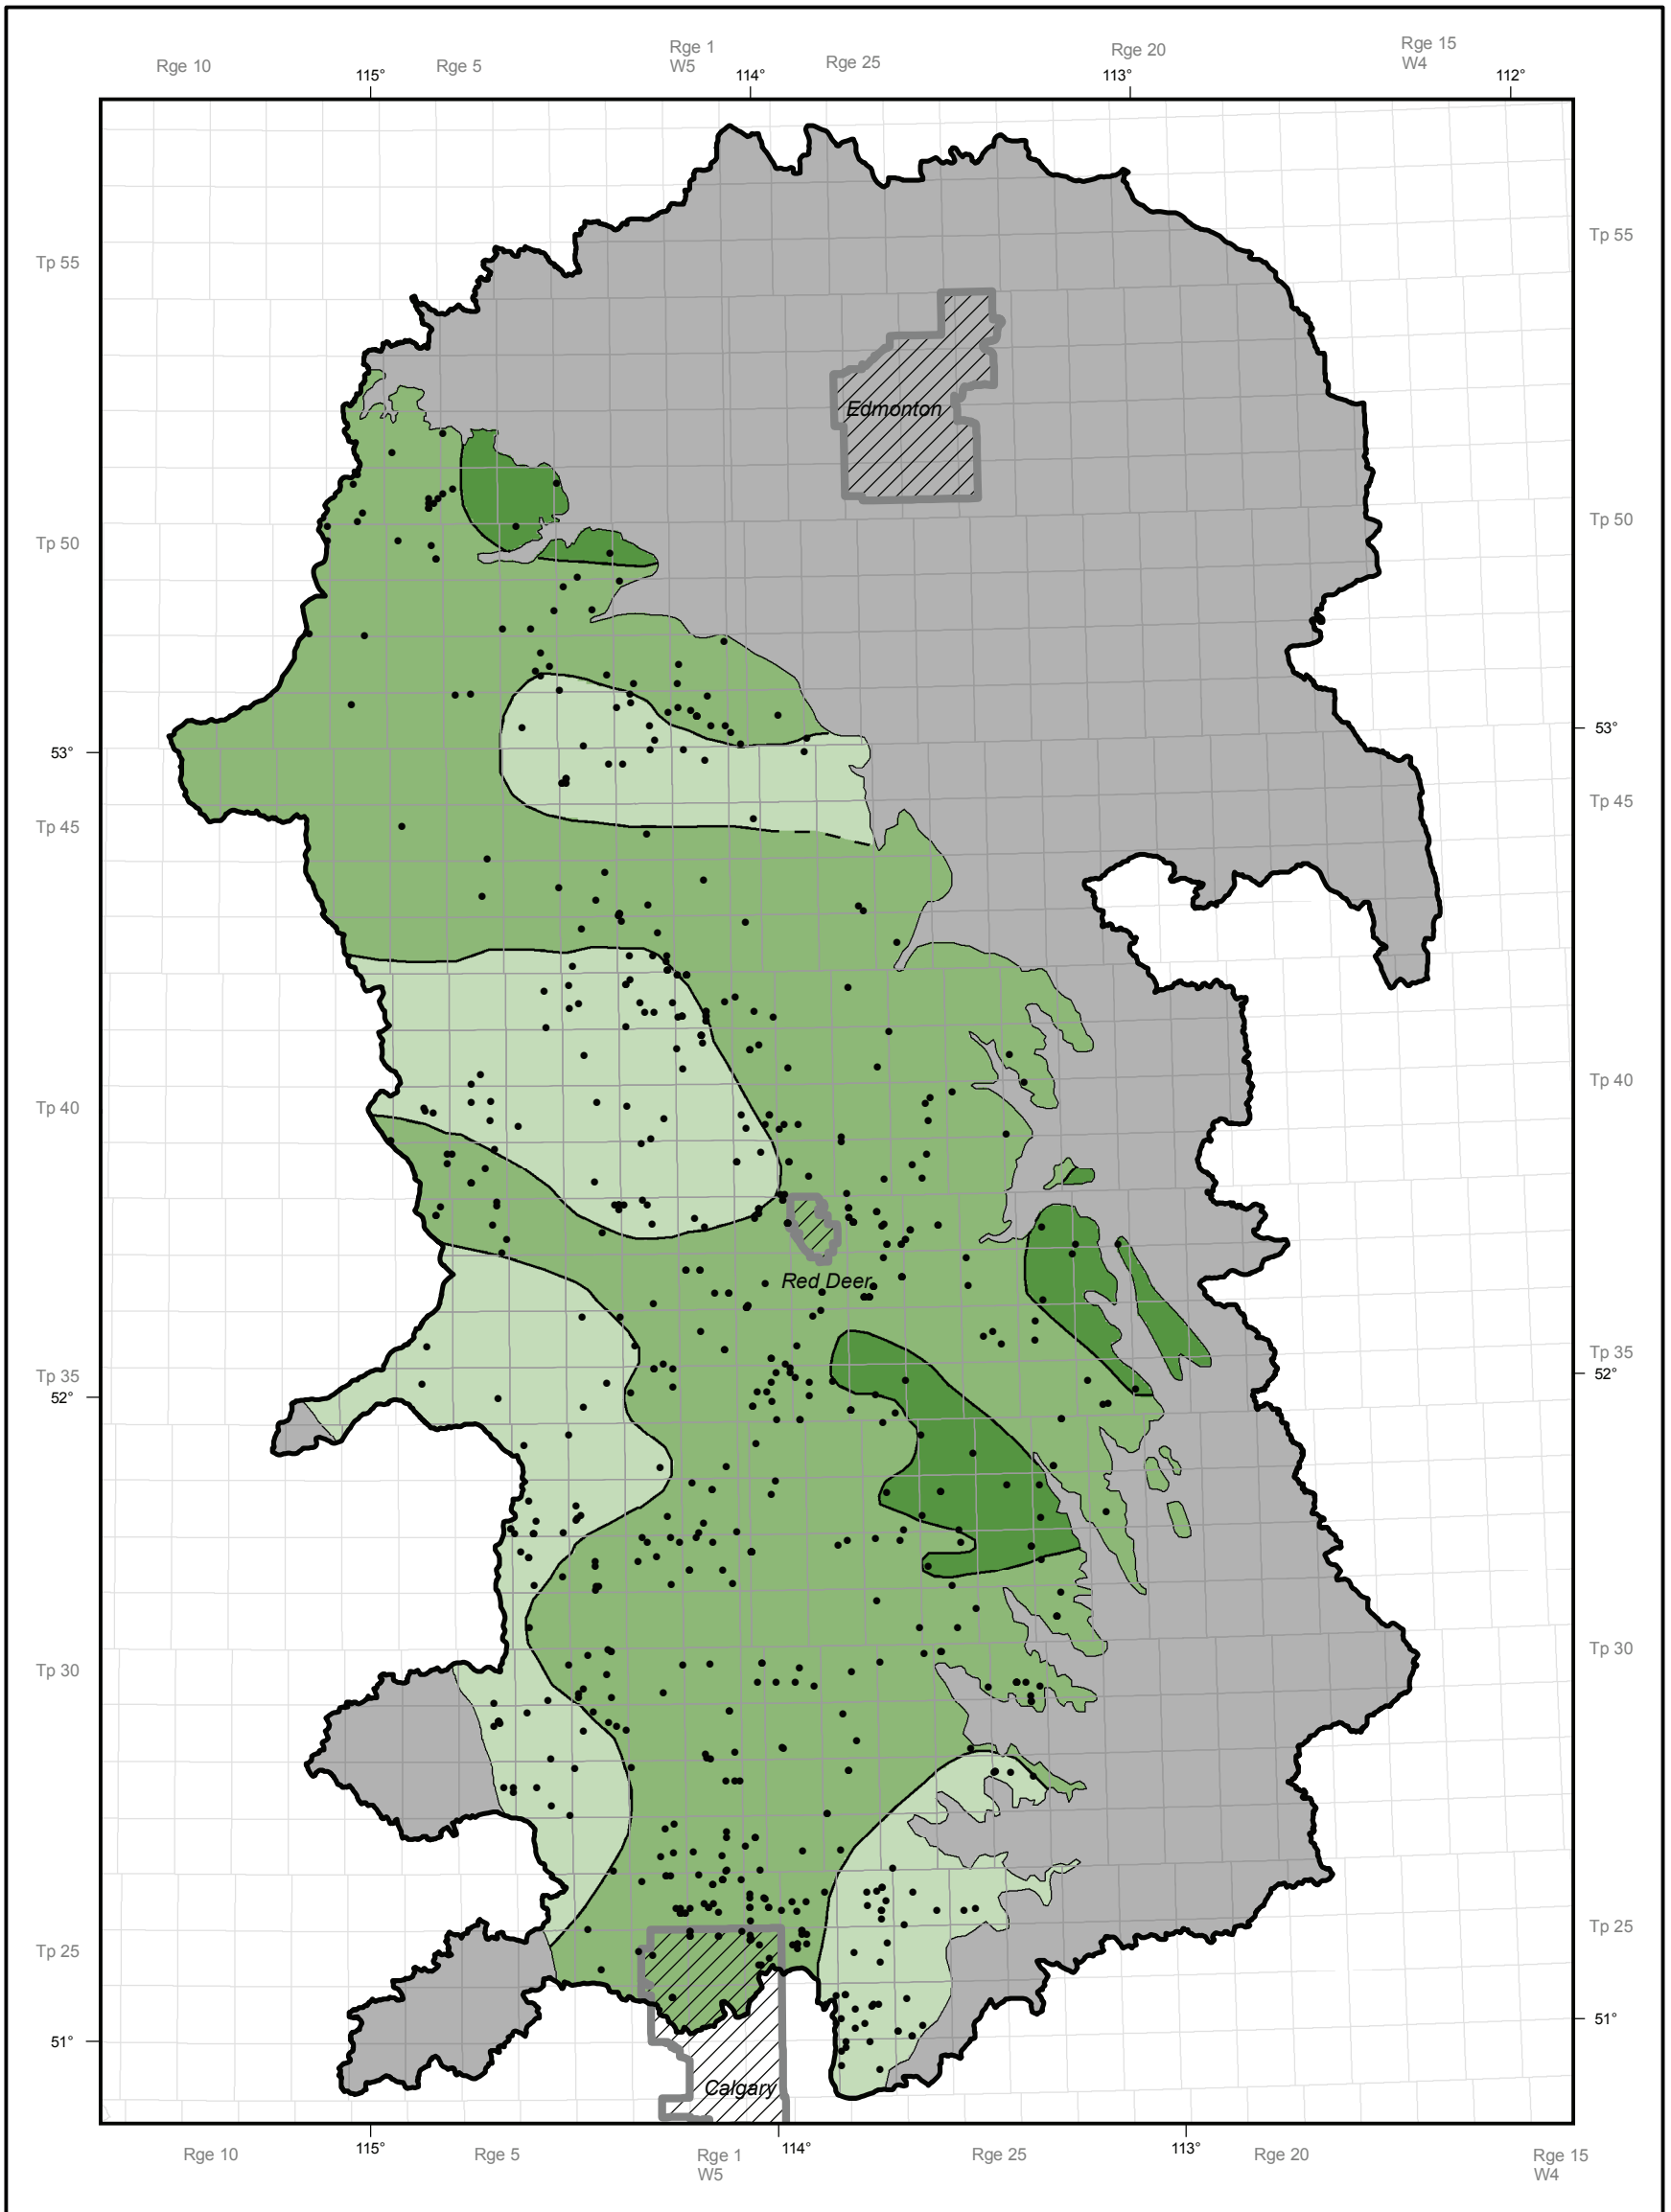 Rge 10
Rge 5
Rge 1
W5
Rge 25
Rge 20
Rge 15
W4
115°
114°
113°
112°
Tp 55
Tp 55
Edmonton
Tp 50
Tp 50
53°
53°
Tp 45
Tp 45
Tp 40
Tp 40
Red Deer
Tp 35
Tp 35
52°
52°
Tp 30
Tp 30
Tp 25
Tp 25
51°
51°
Calgary
115°
114°
113°
Rge 10
Rge 5
Rge 1
W5
Rge 25
Rge 20
Rge 15
W4